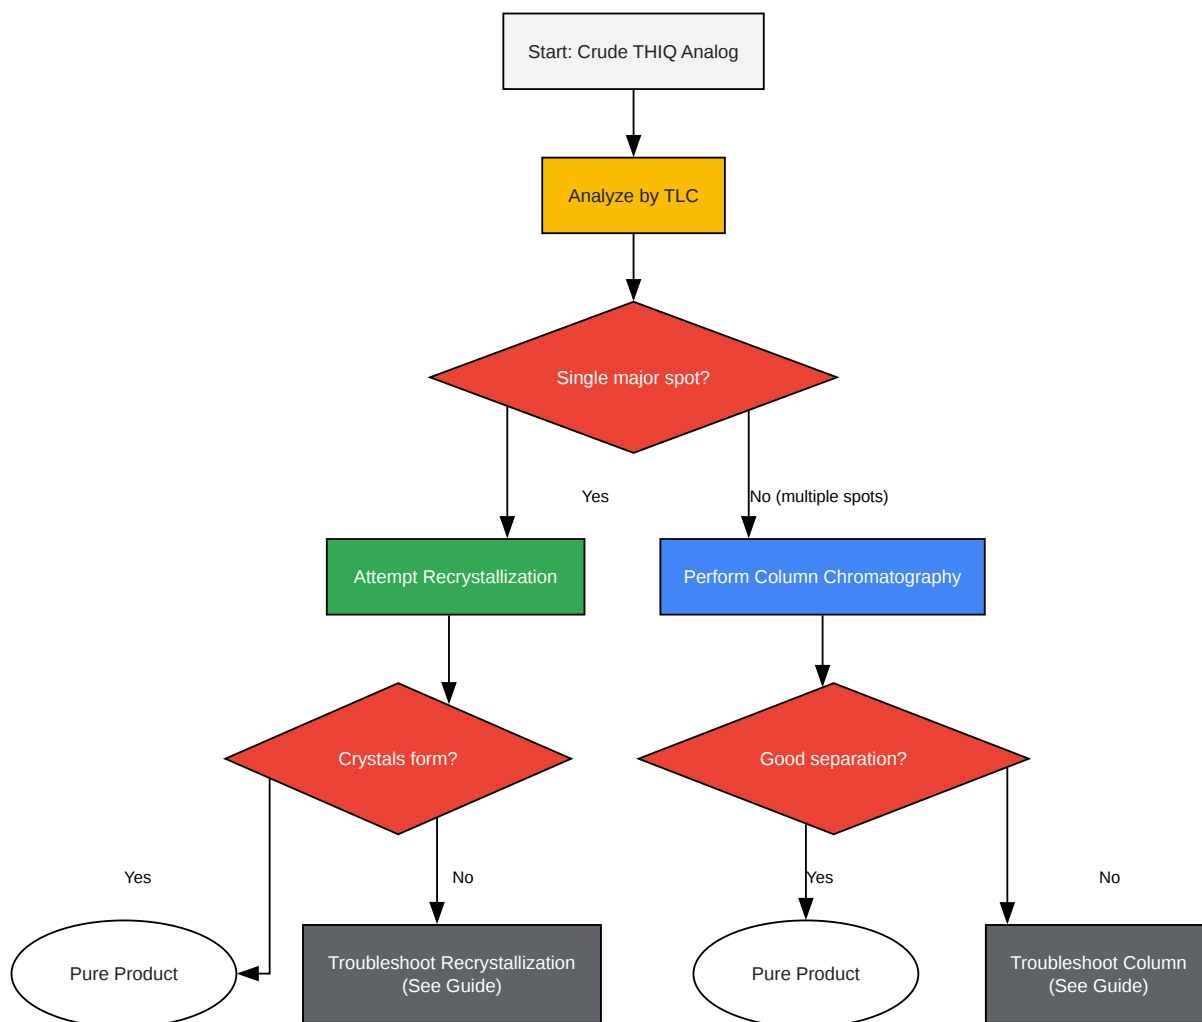 Start: Crude THIQ Analog
Analyze by TLC
Single major spot?
Yes
No (multiple spots)
Attempt Recrystallization
Perform Column Chromatography
Crystals form?
Good separation?
Yes
No
Yes
No
Pure Product
Troubleshoot Recrystallization
(See Guide)
Pure Product
Troubleshoot Column
(See Guide)